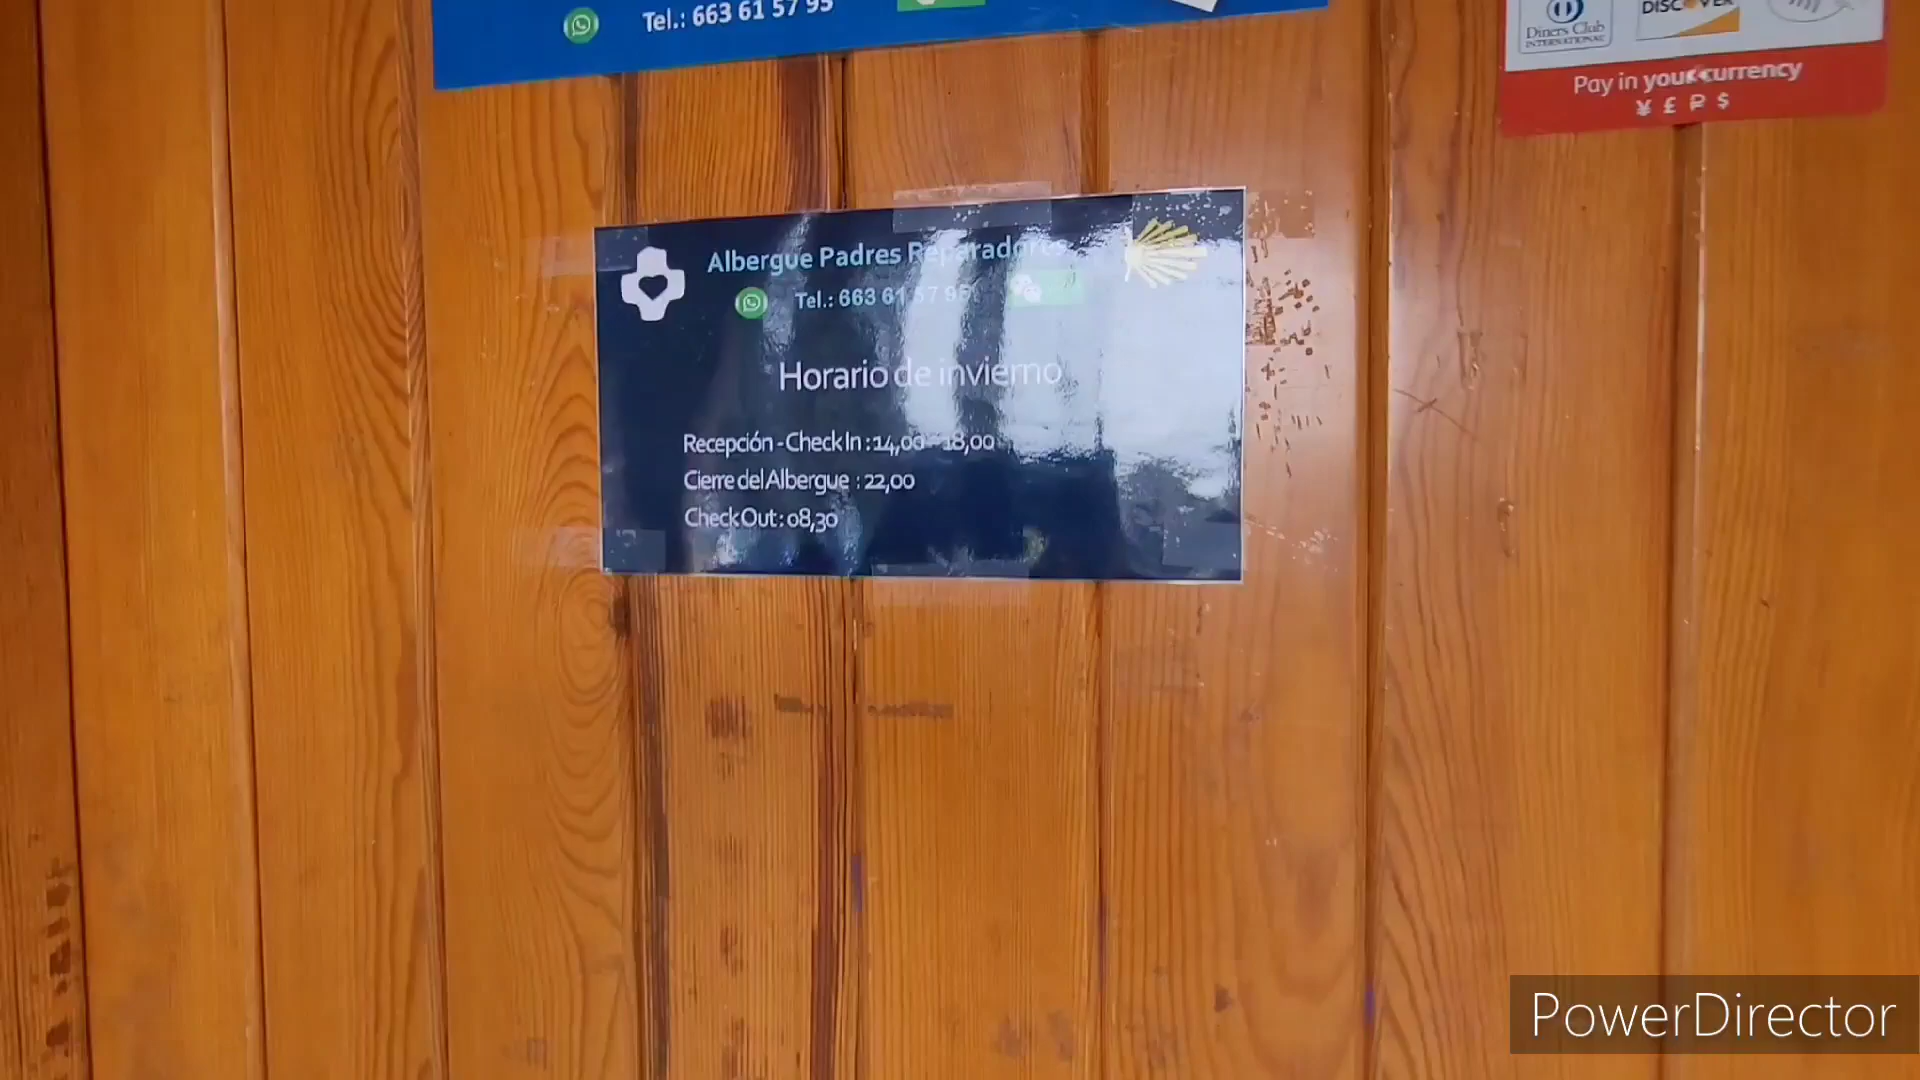 Tel.: 663 61 57 95
Diners Club
INTERNATIONAL
DISCOVER
Pay in your currency
¥ £ ₽ $
Albergue Padres Reparadores
Tel.: 663 61 57 95
Horario de invierno
Recepción - Check In : 14,00 - 18,00
Cierre del Albergue : 22,00
Check Out : 08,30
PowerDirector